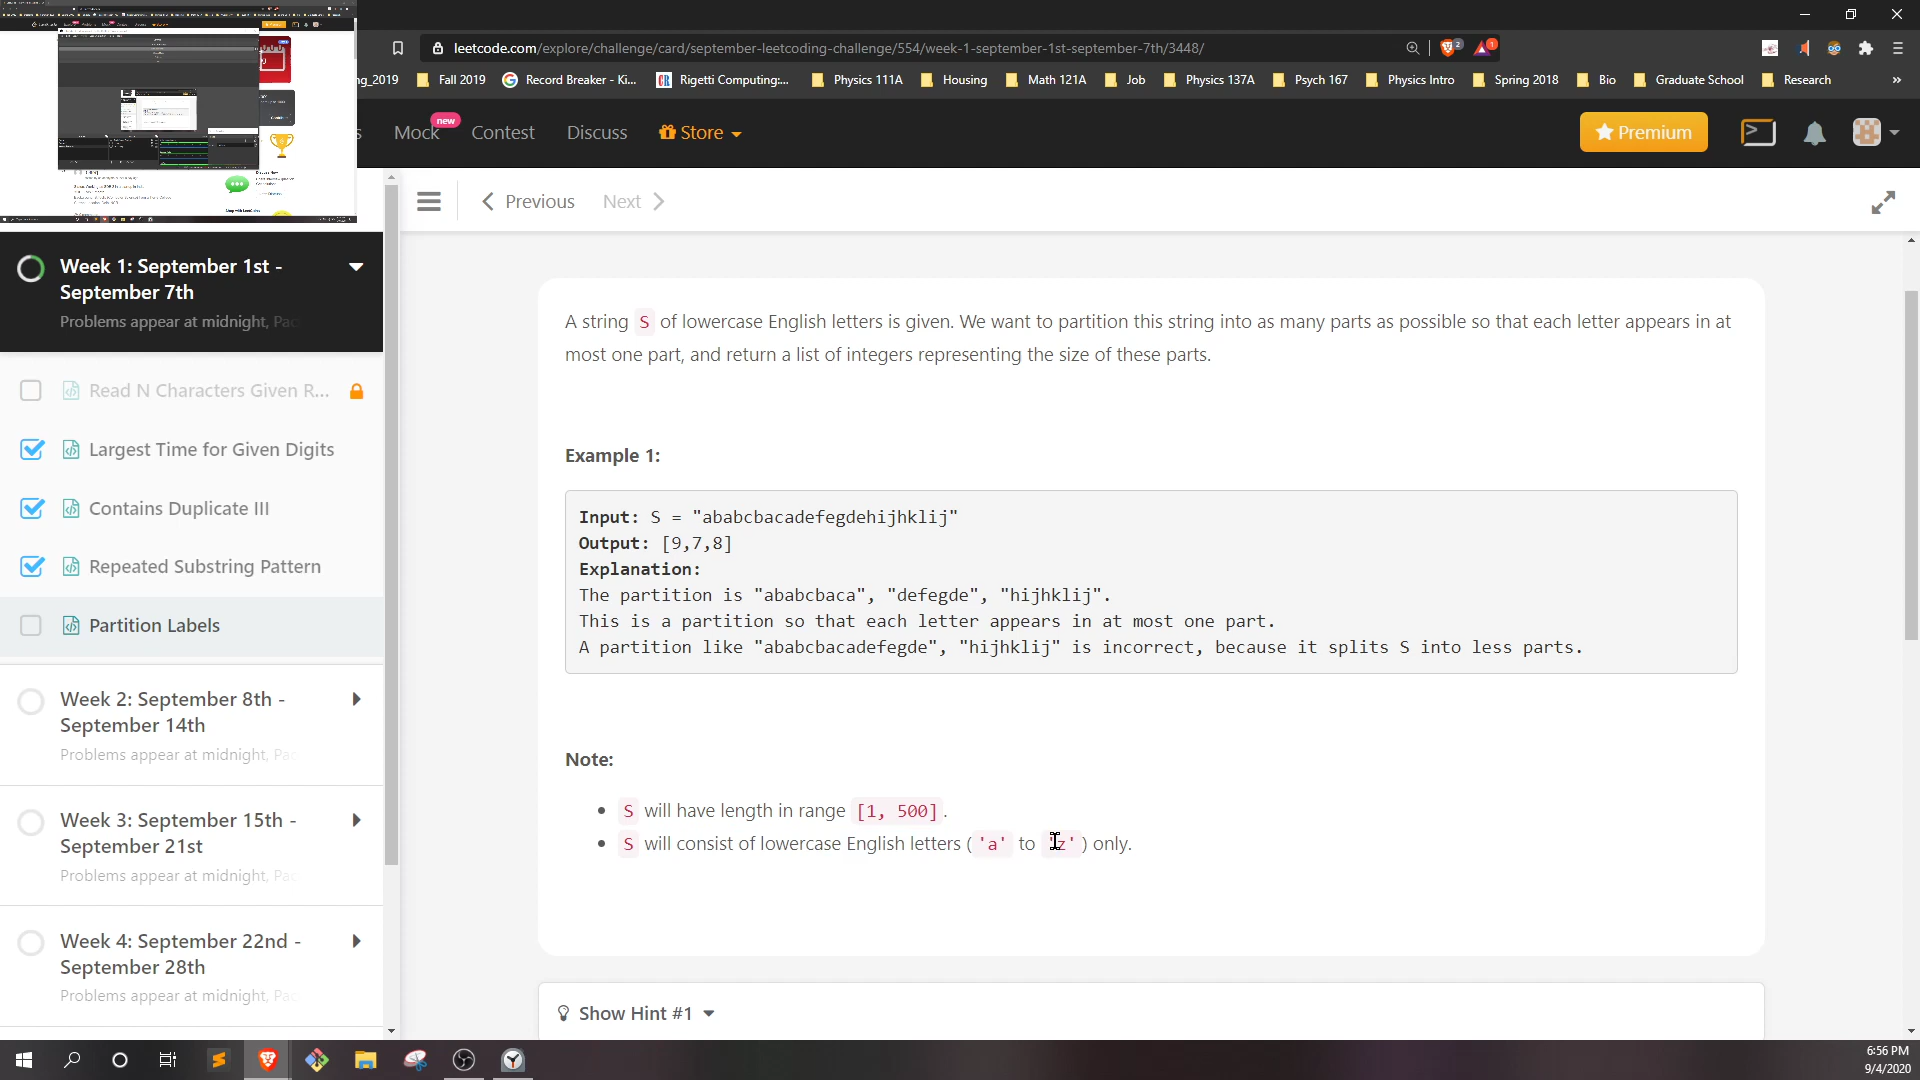 leetcode.com/explore/challenge/card/september-leetcoding-challenge/554/week-1-september-1st-september-7th/3448/
2
1
g_2019
Fall 2019
Record Breaker - Ki...
Rigetti Computing:...
Physics 111A
Housing
Math 121A
Job
Physics 137A
Psych 167
Physics Intro
Spring 2018
Bio
Graduate School
Research
»
s
Mock
new
Contest
Discuss
Store
Premium
Previous
Next
Week 1: September 1st -
September 7th
Problems appear at midnight, Pac
Read N Characters Given R...
Largest Time for Given Digits
Contains Duplicate III
Repeated Substring Pattern
Partition Labels
Week 2: September 8th -
September 14th
Problems appear at midnight, Pac
Week 3: September 15th -
September 21st
Problems appear at midnight, Pac
Week 4: September 22nd -
September 28th
Problems appear at midnight, Pac
A string S of lowercase English letters is given. We want to partition this string into as many parts as possible so that each letter appears in at
most one part, and return a list of integers representing the size of these parts.
Example 1:
Input: S = "ababcbacadefegdehijhklij"
Output: [9,7,8]
Explanation:
The partition is "ababcbaca", "defegde", "hijhklij".
This is a partition so that each letter appears in at most one part.
A partition like "ababcbacadefegde", "hijhklij" is incorrect, because it splits S into less parts.
Note:
• S will have length in range [1, 500].
• S will consist of lowercase English letters ('a' to 'z') only.
Show Hint #1
6:56 PM
9/4/2020